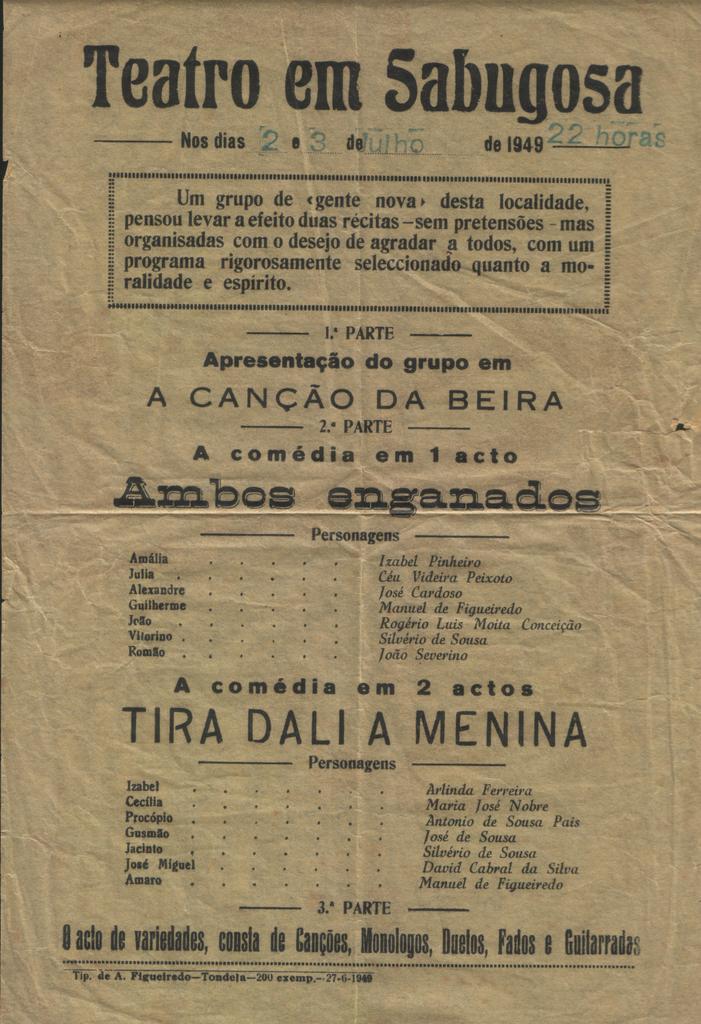 Teatro em Sabugosa
Nos dias 2 e 3 de Julho de 1949 22 horas
Um grupo de «gente nova» desta localidade,
pensou levar a efeito duas récitas—sem pretensões - mas
organisadas com o desejo de agradar a todos, com um
programa rigorosamente seleccionado quanto a mo-
ralidade e espírito.
1.ª PARTE
Apresentação do grupo em
A CANÇÃO DA BEIRA
2.ª PARTE
A comédia em 1 acto
Ambos enganados
Personagens
Amália . . . . . . Izabel Pinheiro
Julia . . . . . . Céu Videira Peixoto
Alexandre . . . . . José Cardoso
Guilherme . . . . . Manuel de Figueiredo
João . . . . . . Rogério Luis Moita Conceição
Vitorino . . . . . . Silvério de Sousa
Romão . . . . . . João Severino
A comédia em 2 actos
TIRA DALI A MENINA
Personagens
Izabel . . . . . . . Arlinda Ferreira
Cecília . . . . . . . Maria José Nobre
Procópio . . . . . . . Antonio de Sousa Pais
Gusmão . . . . . . . José de Sousa
Jacinto . . . . . . . Silvério de Sousa
José Miguel . . . . . . David Cabral da Silva
Amaro . . . . . . . Manuel de Figueiredo
3.ª PARTE
O acto de variedades, consta de Canções, Monologos, Duetos, Fados e Guitarradas
Tip. de A. Figueiredo—Tondela—200 exemp.—27-6-1949